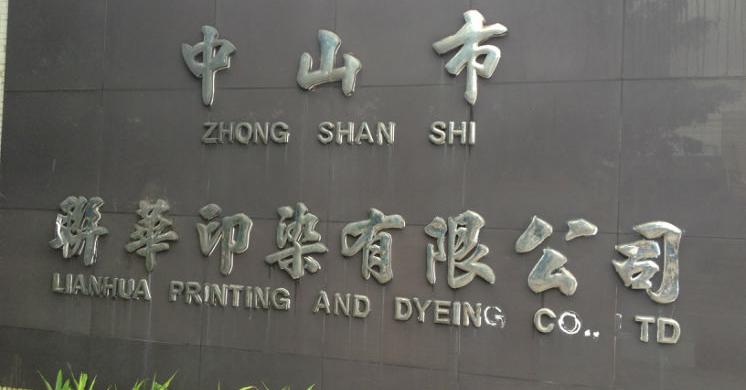 中山市
ZHONG SHAN SHI
聯華印染有限公司
LIANHUA PRINTING AND DYEING CO., TD